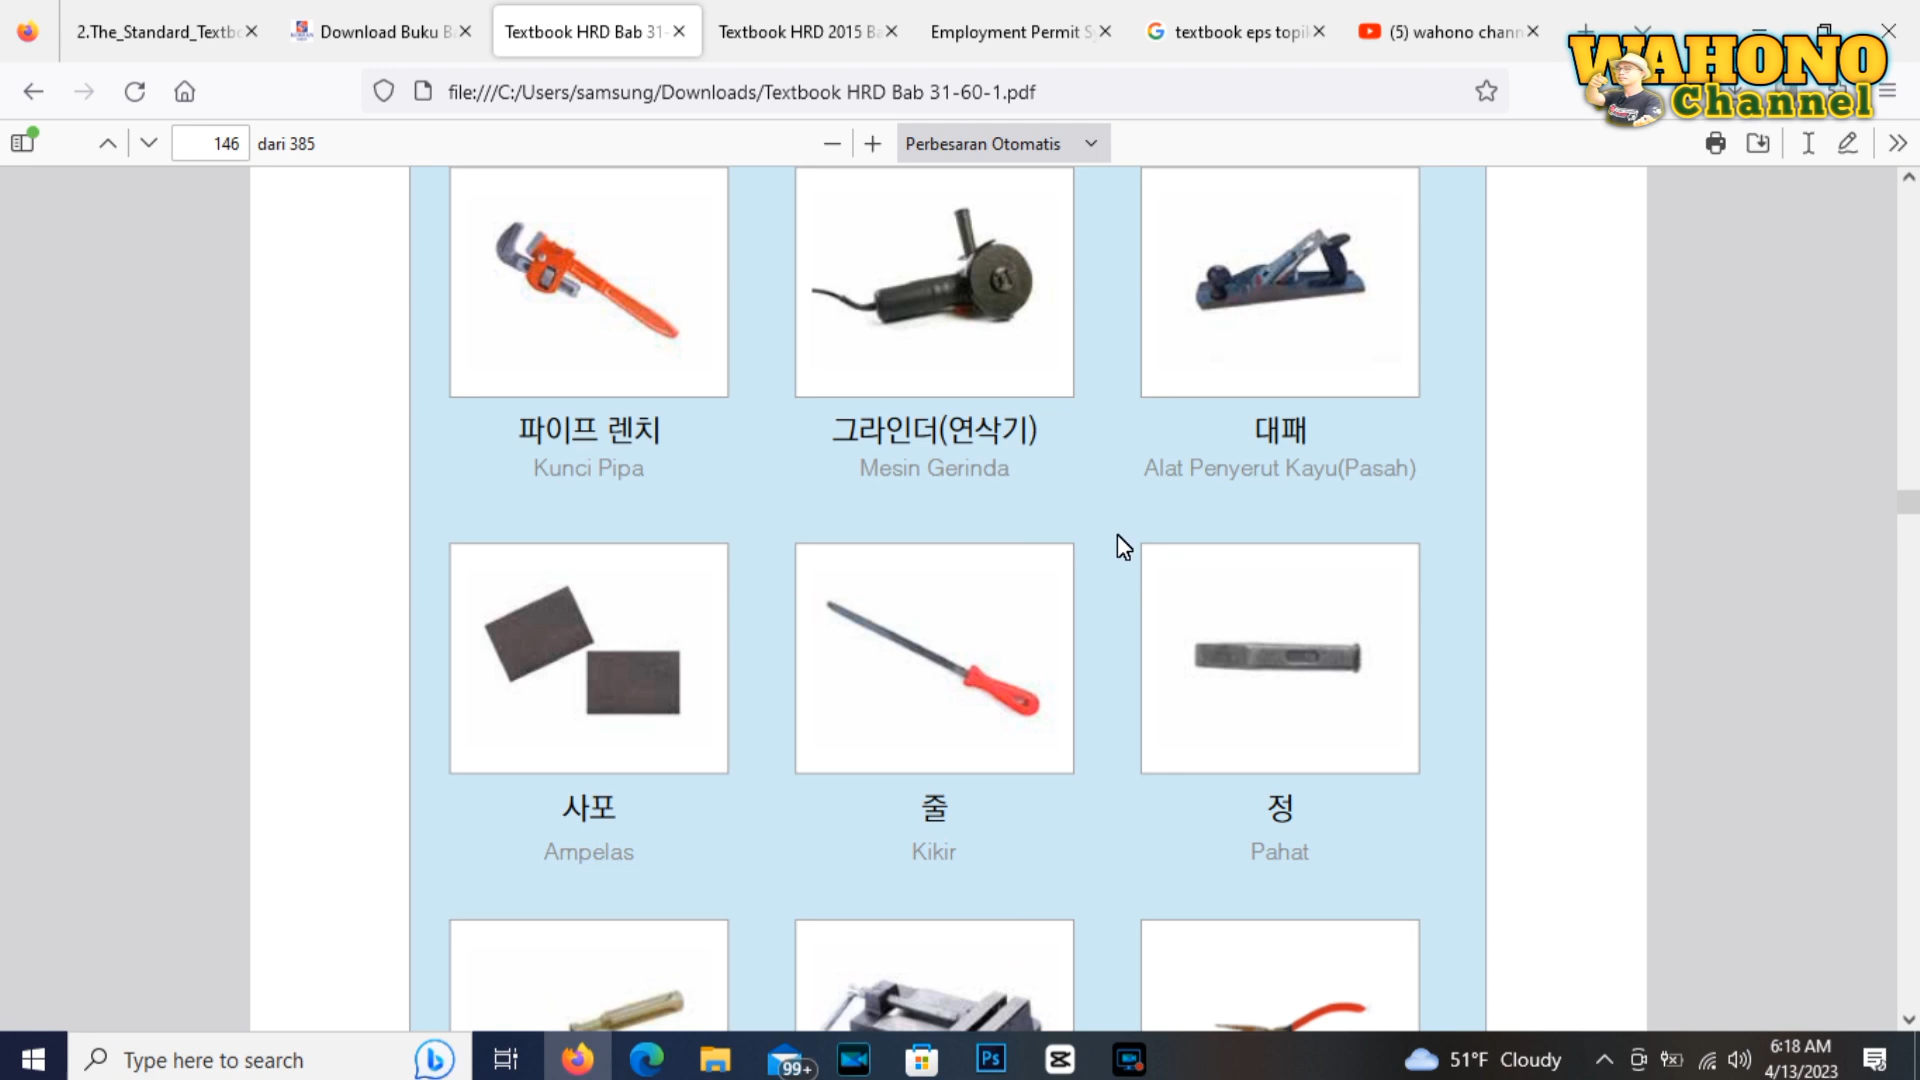 2.The_Standard_Textb
Download Buku B
Textbook HRD Bab 31-
Textbook HRD 2015 B
Employment Permit S
textbook eps topi
(5) wahono chann
WAHONO
Channel
file:///C:/Users/samsung/Downloads/Textbook HRD Bab 31-60-1.pdf
146 dari 385
Perbesaran Otomatis
파이프 렌치
Kunci Pipa
그라인더(연삭기)
Mesin Gerinda
대패
Alat Penyerut Kayu(Pasah)
사포
Ampelas
줄
Kikir
정
Pahat
Type here to search
99+
Ps
51°F Cloudy
6:18 AM
4/13/2023